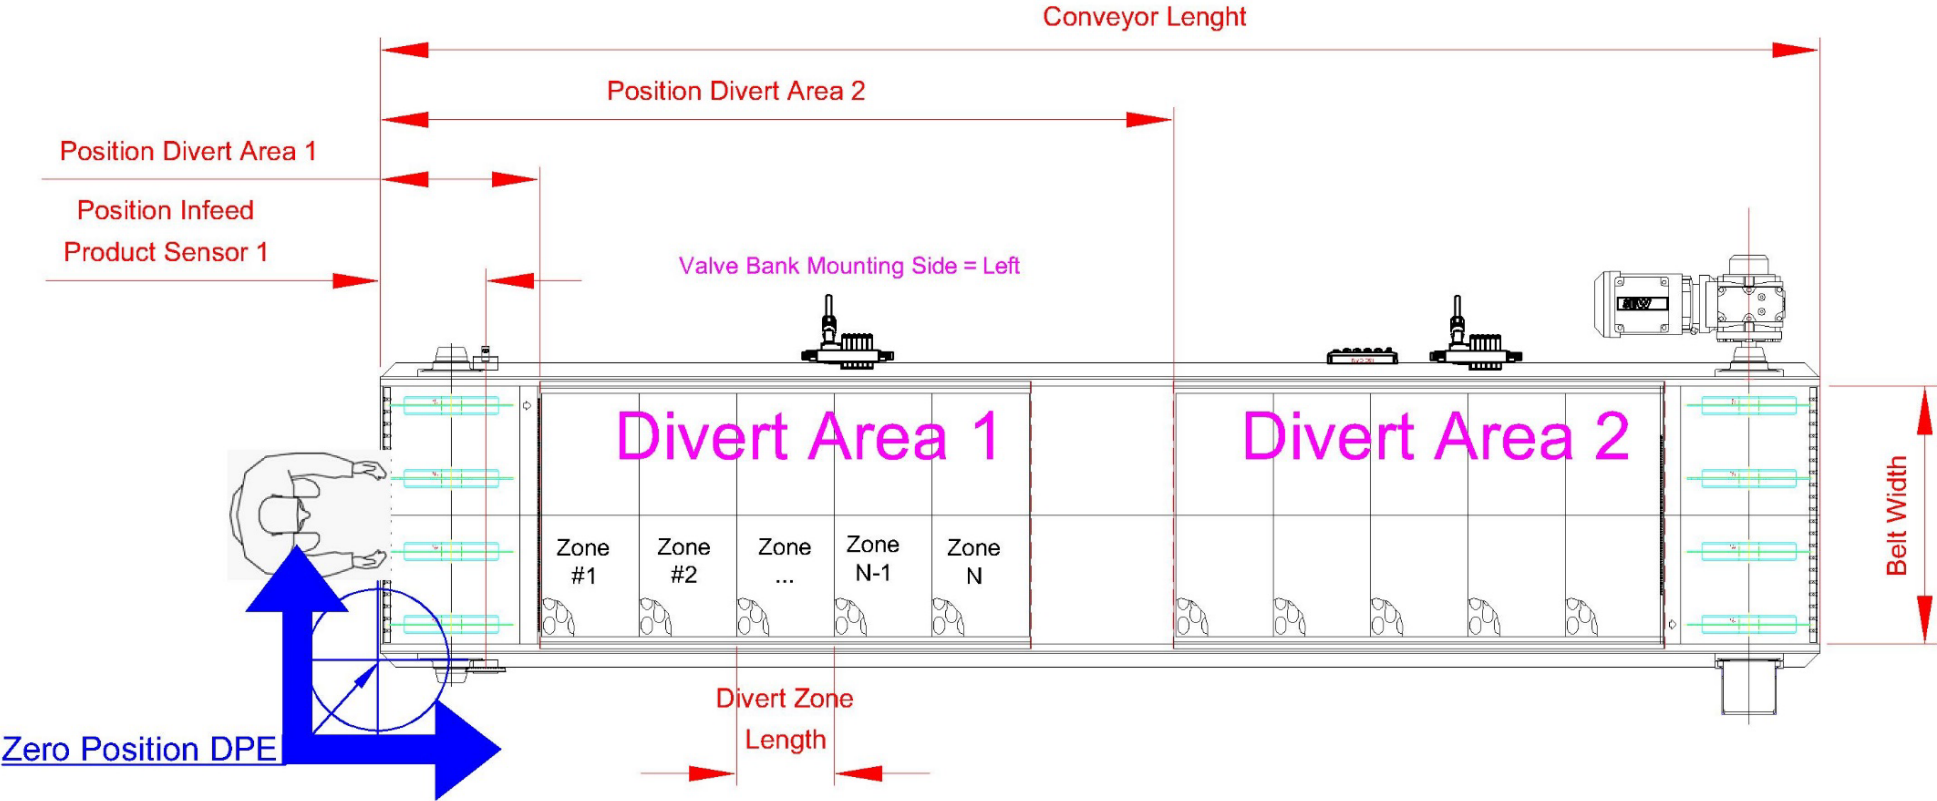 Conveyor Lenght
Position Divert Area 2
Position Divert Area 1
Position Infeed
Product Sensor 1
Valve Bank Mounting Side = Left
Divert Area 1
Divert Area 2
Zone
#1
Zone
#2
Zone
...
Zone
N-1
Zone
N
Belt Width
Divert Zone
Length
Zero Position DPE